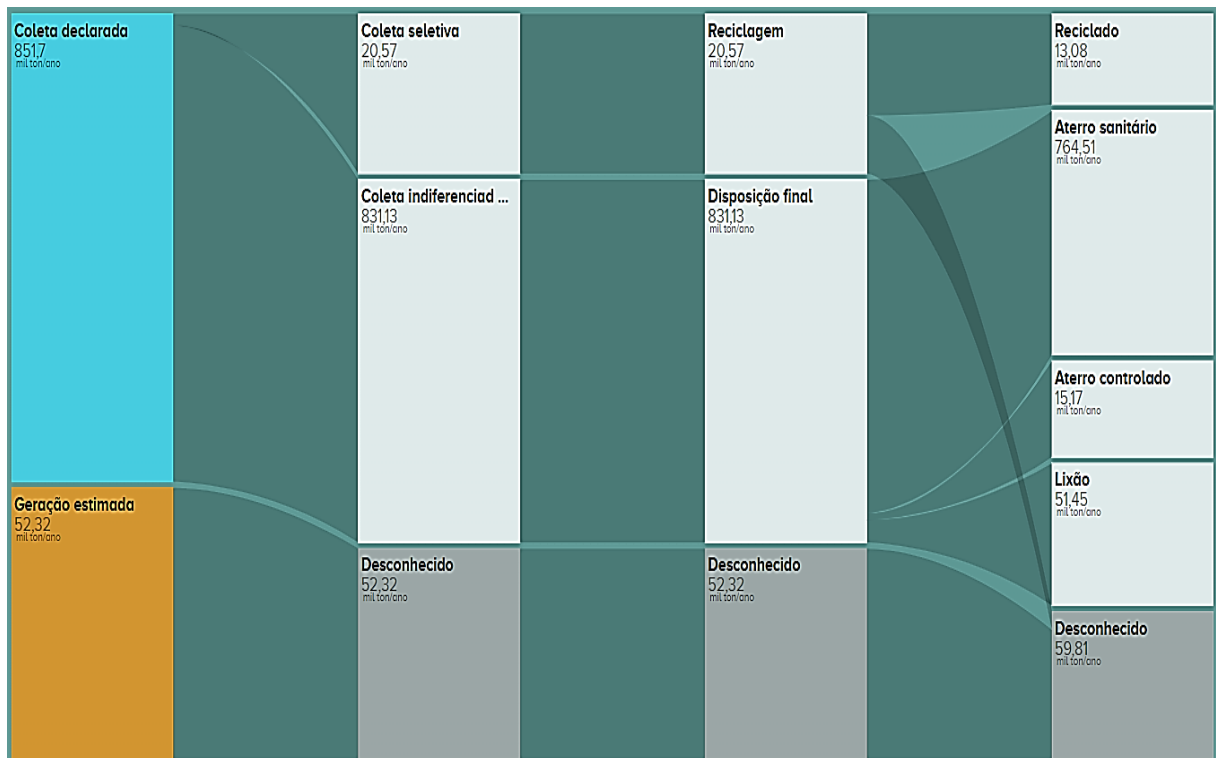 Coleta declarada
851,7
mil ton/ano
Geração estimada
52,32
mil ton/ano
Coleta seletiva
20,57
mil ton/ano
Coleta indiferenciad ...
831,13
mil ton/ano
Desconhecido
52,32
mil ton/ano
Reciclagem
20,57
mil ton/ano
Disposição final
831,13
mil ton/ano
Desconhecido
52,32
mil ton/ano
Reciclado
13,08
mil ton/ano
Aterro sanitário
764,51
mil ton/ano
Aterro controlado
15,17
mil ton/ano
Lixão
51,45
mil ton/ano
Desconhecido
59,81
mil ton/ano